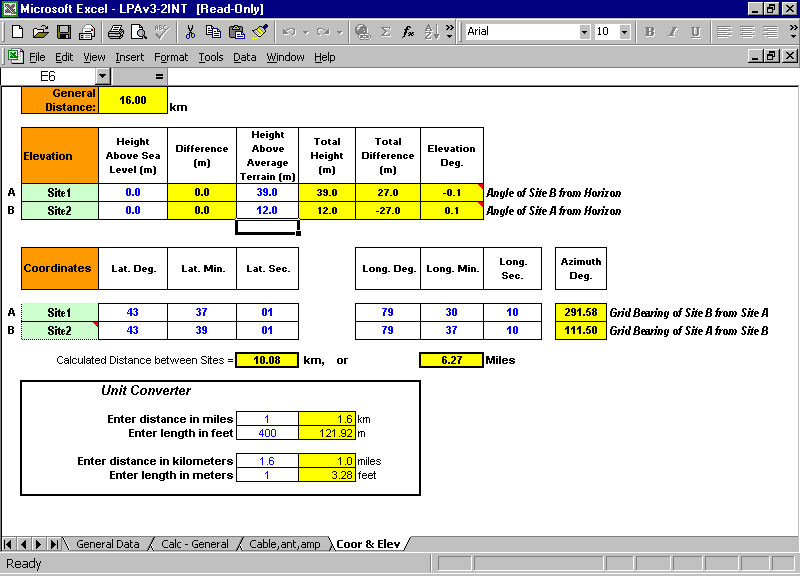 Microsoft Excel - LPAv3-2INT [Read-Only]
Arial 10 B I U
File Edit View Insert Format Tools Data Window Help
E6 =
General Distance: 16.00 km
Elevation Height Above Sea Level (m) Difference (m) Height Above Average Terrain (m) Total Height (m) Total Difference (m) Elevation Deg.
A Site1 0.0 0.0 39.0 39.0 27.0 -0.1 Angle of Site B from Horizon
B Site2 0.0 0.0 12.0 12.0 -27.0 0.1 Angle of Site A from Horizon
Coordinates Lat. Deg. Lat. Min. Lat. Sec. Long. Deg. Long. Min. Long. Sec. Azimuth Deg.
A Site1 43 37 01 79 30 10 291.58 Grid Bearing of Site B from Site A
B Site2 43 39 01 79 37 10 111.50 Grid Bearing of Site A from Site B
Calculated Distance between Sites = 10.08 km, or 6.27 Miles
Unit Converter
Enter distance in miles 1 1.6 km
Enter length in feet 400 121.92 m
Enter distance in kilometers 1.6 1.0 miles
Enter length in meters 1 3.28 feet
General Data Calc - General Cable,ant,amp Coor & Elev
Ready